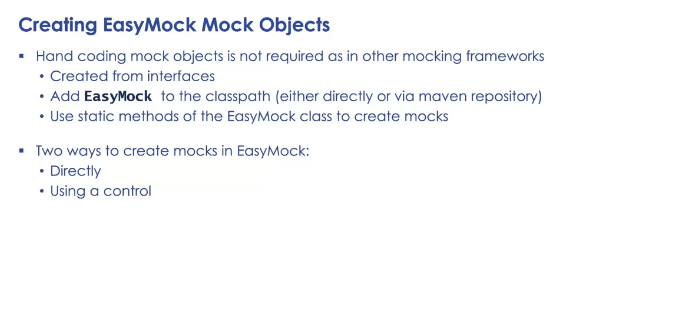 Creating EasyMock Mock Objects
▪ Hand coding mock objects is not required as in other mocking frameworks
• Created from interfaces
• Add EasyMock to the classpath (either directly or via maven repository)
• Use static methods of the EasyMock class to create mocks
▪ Two ways to create mocks in EasyMock:
• Directly
• Using a control